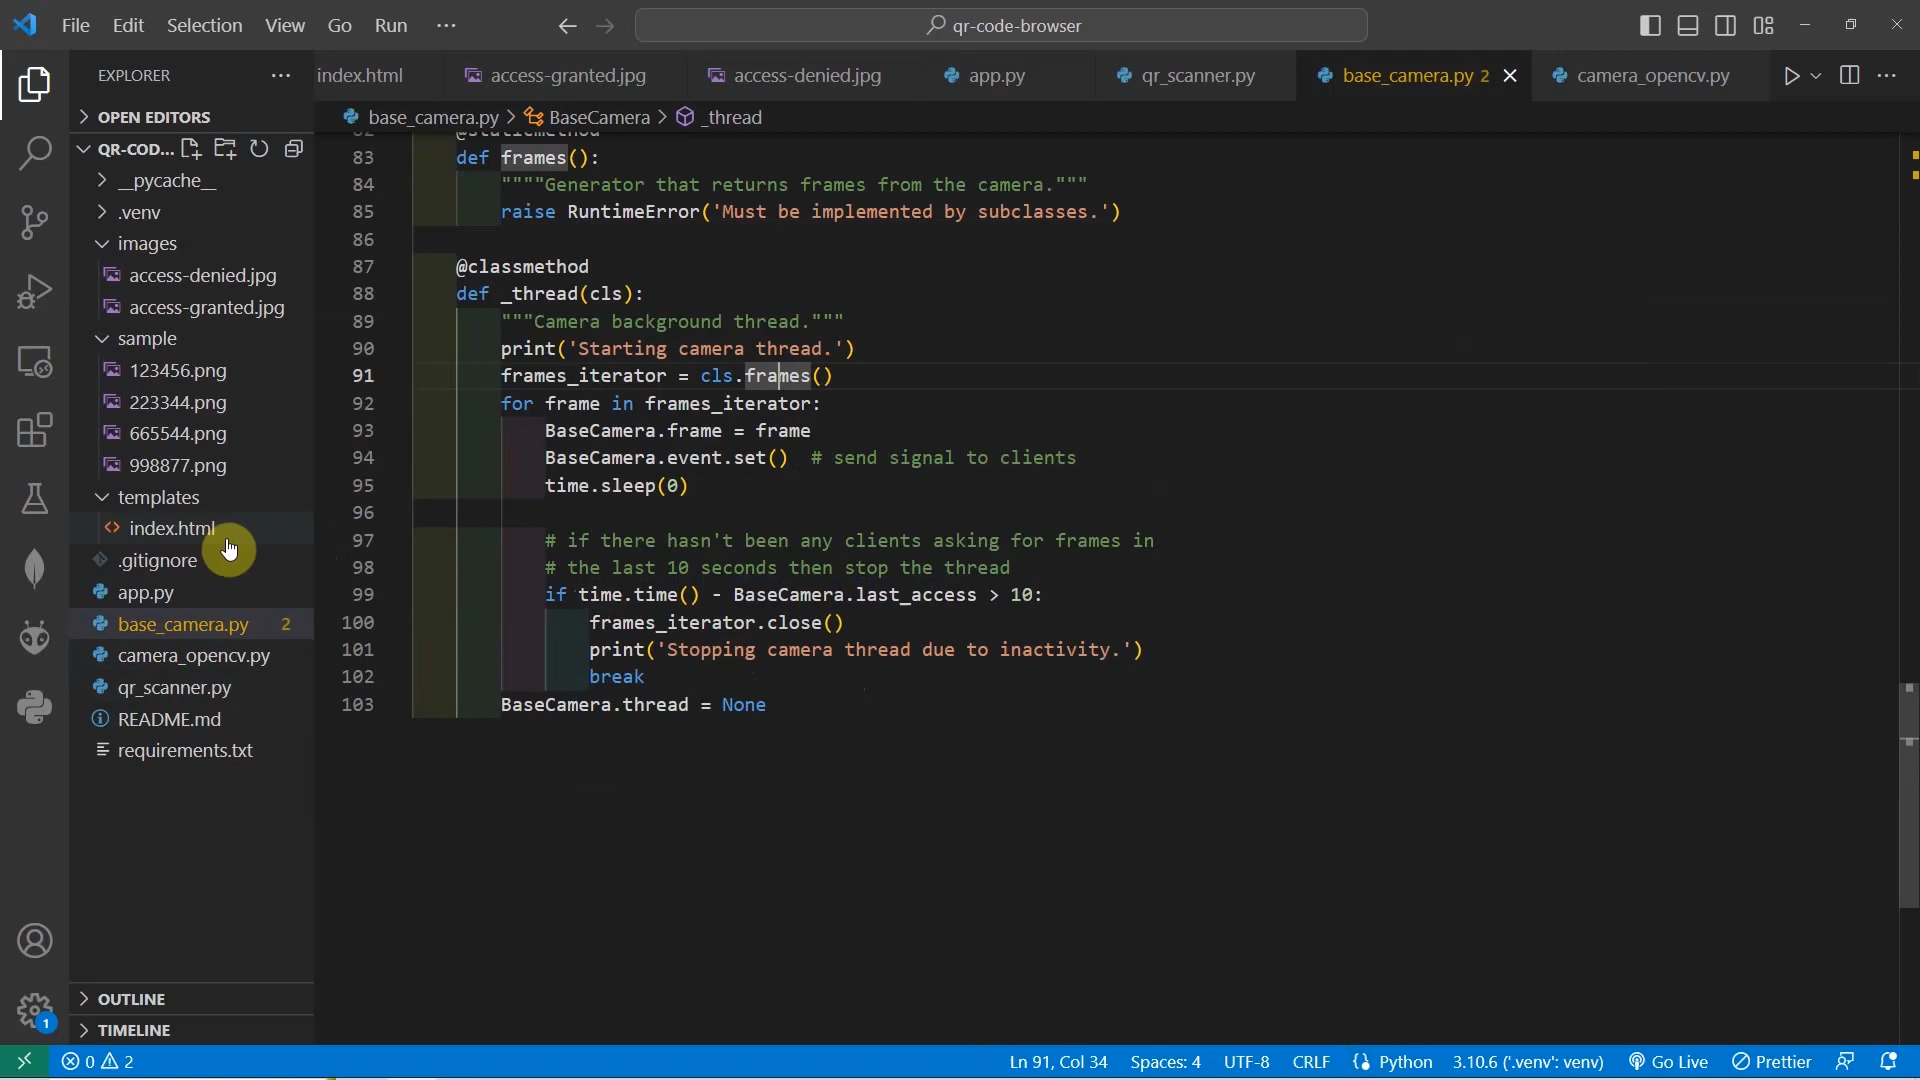 File Edit Selection View Go Run ··· qr-code-browser
EXPLORER ···
index.html access-granted.jpg access-denied.jpg app.py qr_scanner.py base_camera.py 2 camera_opencv.py ···
OPEN EDITORS
base_camera.py > BaseCamera > _thread
QR-COD...
__pycache__
.venv
images
access-denied.jpg
access-granted.jpg
sample
123456.png
223344.png
665544.png
998877.png
templates
index.html
.gitignore
app.py
base_camera.py 2
camera_opencv.py
qr_scanner.py
README.md
requirements.txt
OUTLINE
TIMELINE
82 @staticmethod
83 def frames():
84 """"Generator that returns frames from the camera."""
85 raise RuntimeError('Must be implemented by subclasses.')
86
87 @classmethod
88 def _thread(cls):
89 """Camera background thread."""
90 print('Starting camera thread.')
91 frames_iterator = cls.frames()
92 for frame in frames_iterator:
93 BaseCamera.frame = frame
94 BaseCamera.event.set() # send signal to clients
95 time.sleep(0)
96
97 # if there hasn't been any clients asking for frames in
98 # the last 10 seconds then stop the thread
99 if time.time() - BaseCamera.last_access > 10:
100 frames_iterator.close()
101 print('Stopping camera thread due to inactivity.')
102 break
103 BaseCamera.thread = None
1
0 2 Ln 91, Col 34 Spaces: 4 UTF-8 CRLF Python 3.10.6 ('.venv': venv) Go Live Prettier